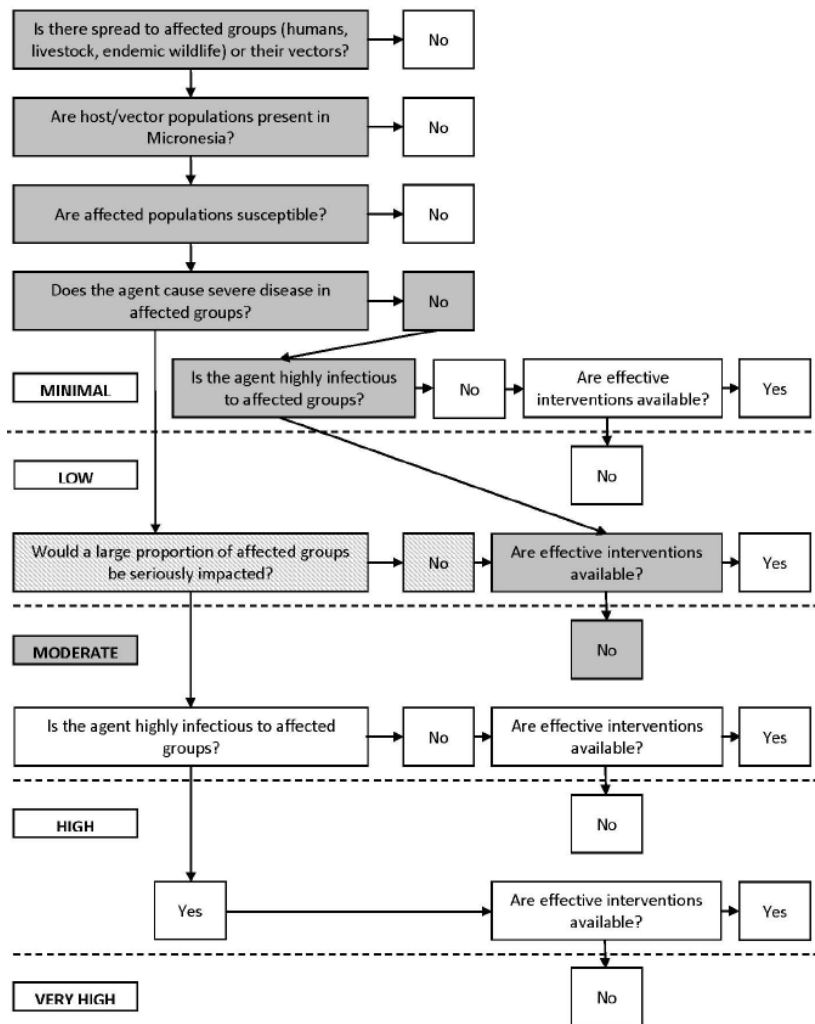 Is there spread to affected groups (humans,
livestock, endemic wildlife) or their vectors?
No
Are host/vector populations present in
Micronesia?
No
Are affected populations susceptible?
No
Does the agent cause severe disease in
affected groups?
No
MINIMAL
Is the agent highly infectious
to affected groups?
No
Are effective
interventions available?
Yes
LOW
No
Would a large proportion of affected groups
be seriously impacted?
No
Are effective interventions
available?
Yes
MODERATE
No
Is the agent highly infectious to affected
groups?
No
Are effective interventions
available?
Yes
HIGH
No
Yes
Are effective interventions
available?
Yes
VERY HIGH
No